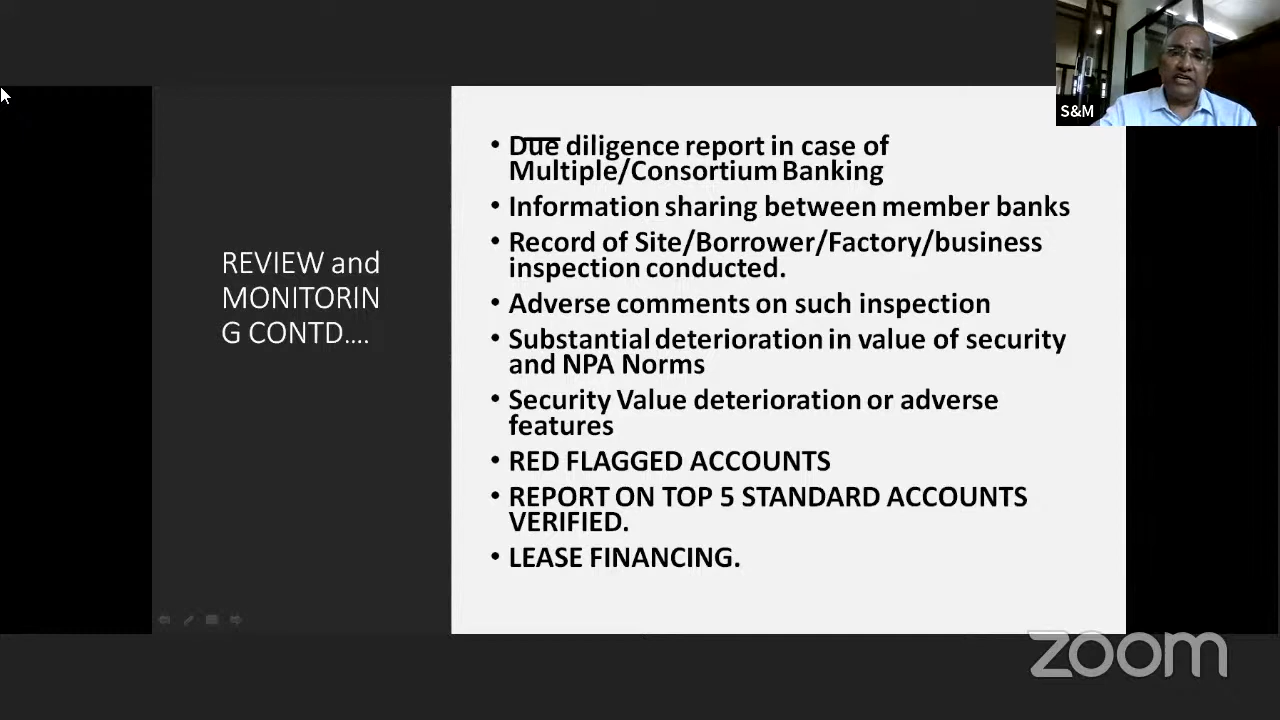 S&M
REVIEW and
MONITORIN
G CONTD....
• Due diligence report in case of
Multiple/Consortium Banking
• Information sharing between member banks
• Record of Site/Borrower/Factory/business
inspection conducted.
• Adverse comments on such inspection
• Substantial deterioration in value of security
and NPA Norms
• Security Value deterioration or adverse
features
• RED FLAGGED ACCOUNTS
• REPORT ON TOP 5 STANDARD ACCOUNTS
VERIFIED.
• LEASE FINANCING.
zoom